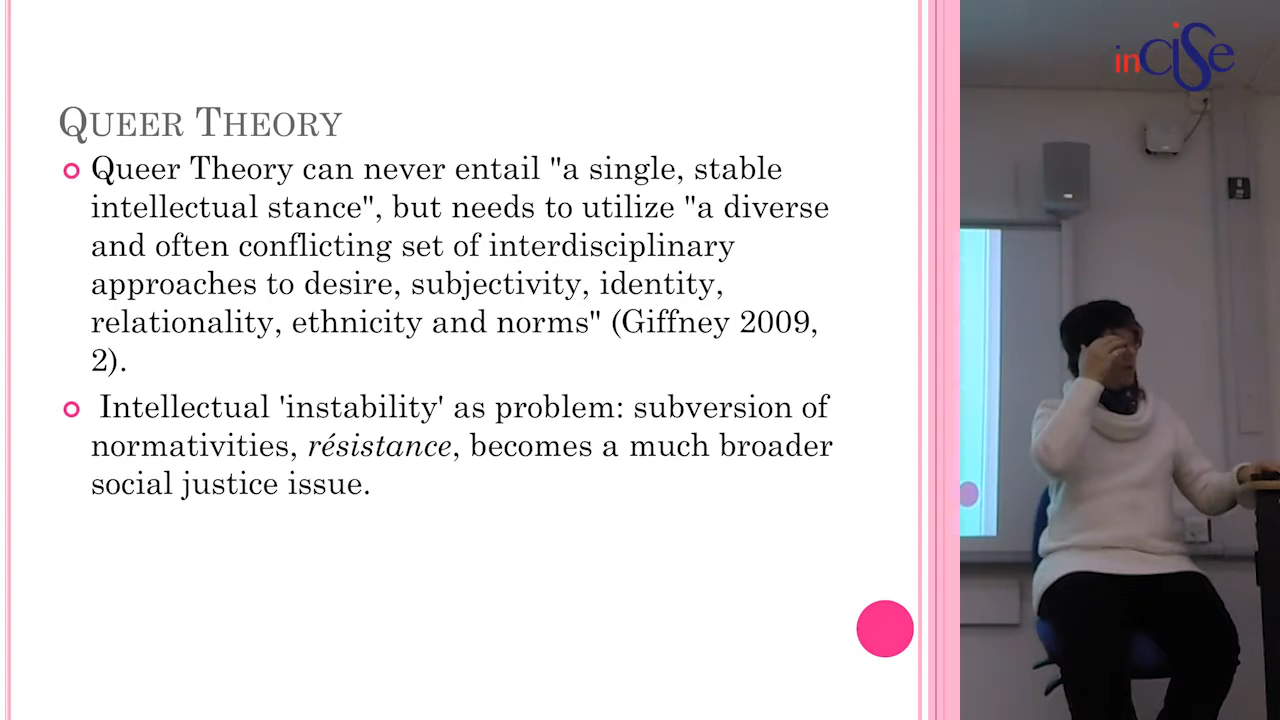 inCiSe
QUEER THEORY
Queer Theory can never entail "a single, stable
intellectual stance", but needs to utilize "a diverse
and often conflicting set of interdisciplinary
approaches to desire, subjectivity, identity,
relationality, ethnicity and norms" (Giffney 2009,
2).
Intellectual 'instability' as problem: subversion of
normativities, résistance, becomes a much broader
social justice issue.